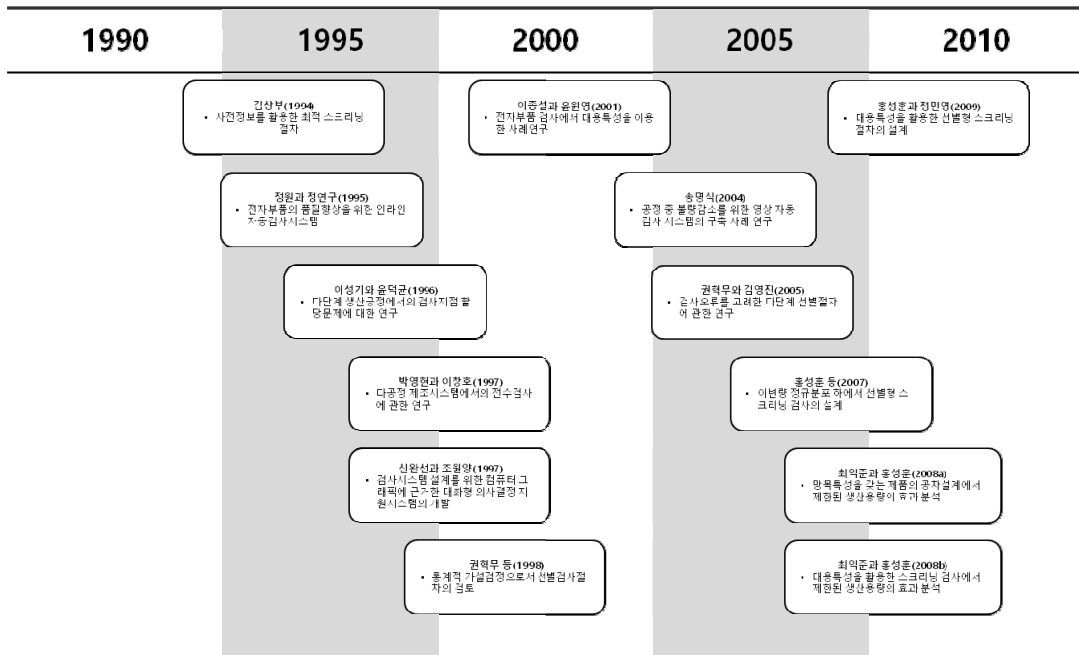 1990 1995 2000 2005 2010
김상부(1994)
• 사전정보를 활용한 최적 스크리닝
절차
이중설과 윤원영(2001)
• 전자부품 검사에서 대용특성을 이용
한 사례연구
홍성훈과 정민영(2009)
• 대용특성을 활용한 선별형 스크리닝
절차의 설계
정원과 정연구(1995)
• 전자부품의 품질향상을 위한 인라인
자동검사시스템
송명식(2004)
• 공정 중 불량감소를 위한 영상 자동
검사 시스템의 구축 사례 연구
이성기와 윤덕균(1996)
• 다단계 생산공정에서의 검사지점 할
당문제에 대한 연구
권혁무와 김영진(2005)
• 검사오류를 고려한 다단계 선별절차
에 관한 연구
박영헌과 이창호(1997)
• 다공정 제조시스템에서의 전수검사
에 관한 연구
홍성훈 등(2007)
• 이변량 정규분포 하에서 선별형 스
크리닝 검사의 설계
신완선과 조원양(1997)
• 검사시스템 설계를 위한 컴퓨터 그
래픽에 근거한 대화형 의사결정 지
원시스템의 개발
최익준과 홍성훈(2008a)
• 망목특성을 갖는 제품의 공차설계에서
제한된 생산용량의 효과 분석
권혁무 등(1998)
• 통계적 가설검정으로서 선별검사절
차의 검토
최익준과 홍성훈(2008b)
• 대용특성을 활용한 스크리닝 검사에서
제한된 생산용량의 효과 분석